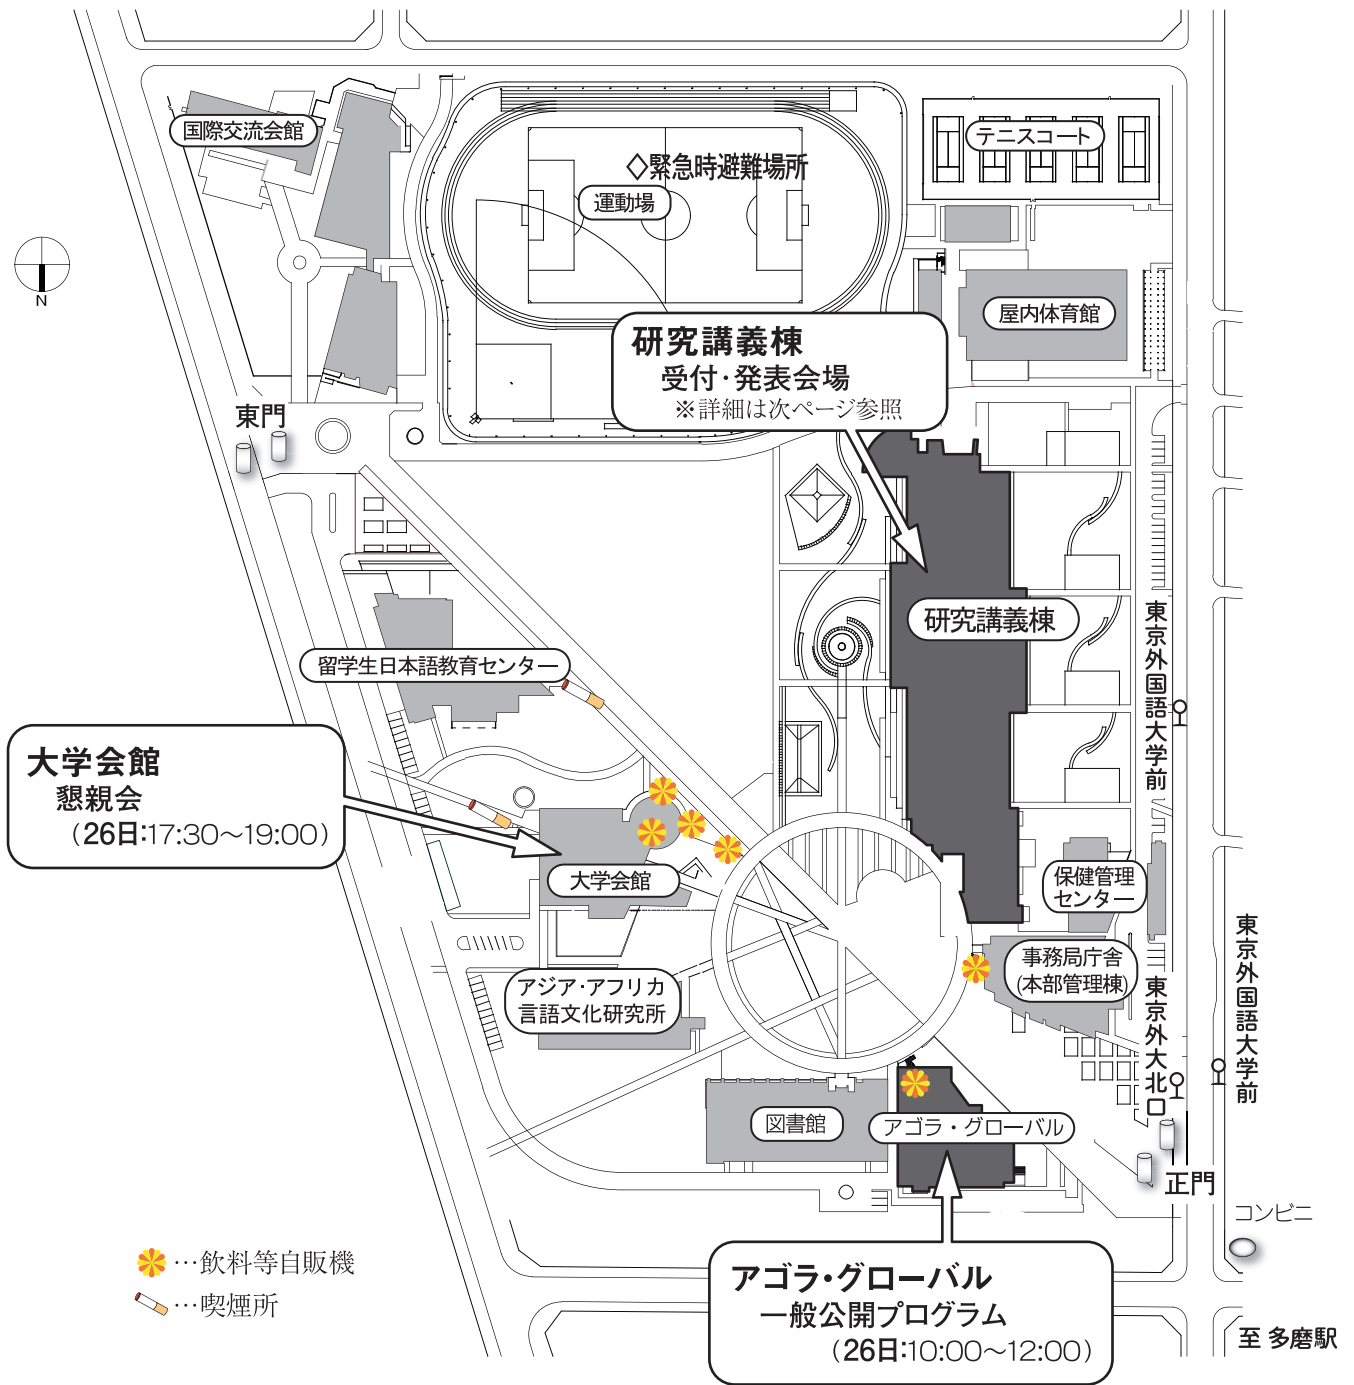 国際交流会館
テニスコート
◇緊急時避難場所
運動場
N
屋内体育館
研究講義棟
受付・発表会場
※詳細は次ページ参照
東門
研究講義棟
東京外国語大学前
留学生日本語教育センター
大学会館
懇親会
(26日:17:30〜19:00)
大学会館
保健管理
センター
事務局庁舎
(本部管理棟)
アジア・アフリカ
言語文化研究所
東京外大北口
東京外国語大学前
図書館
アゴラ・グローバル
正門
コンビニ
…飲料等自販機
…喫煙所
アゴラ・グローバル
一般公開プログラム
(26日:10:00〜12:00)
至 多磨駅